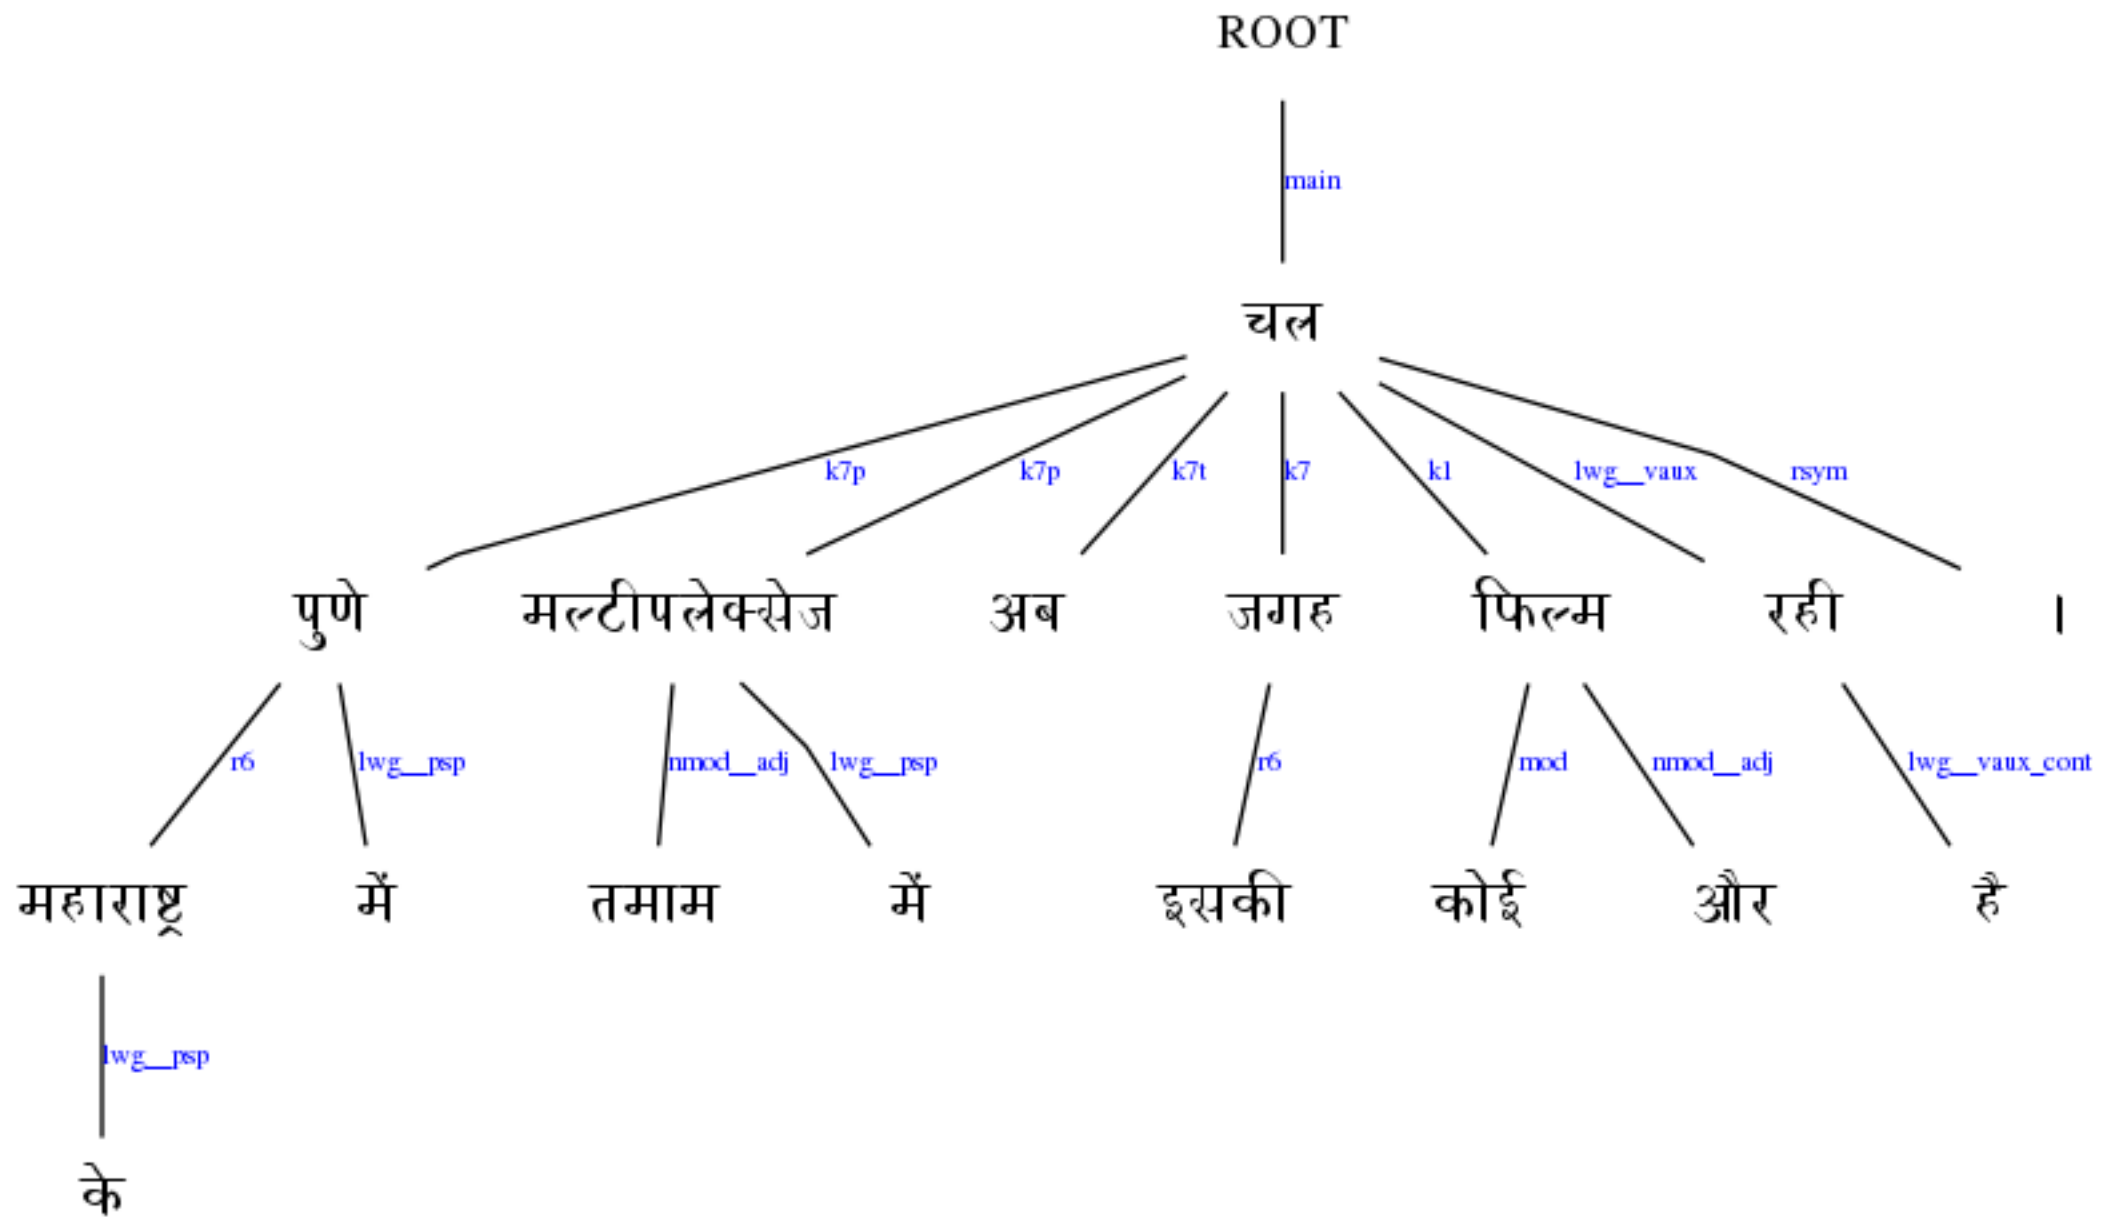 ROOT
main
चल
k7p k7p k7t k7 k1 lwg__vaux rsym
पुणे मल्टीपलेक्सेज अब जगह फिल्म रही ।
r6 lwg__psp nmod__adj lwg__psp r6 mod nmod__adj lwg__vaux_cont
महाराष्ट्र में तमाम में इसकी कोई और है
lwg__psp
के